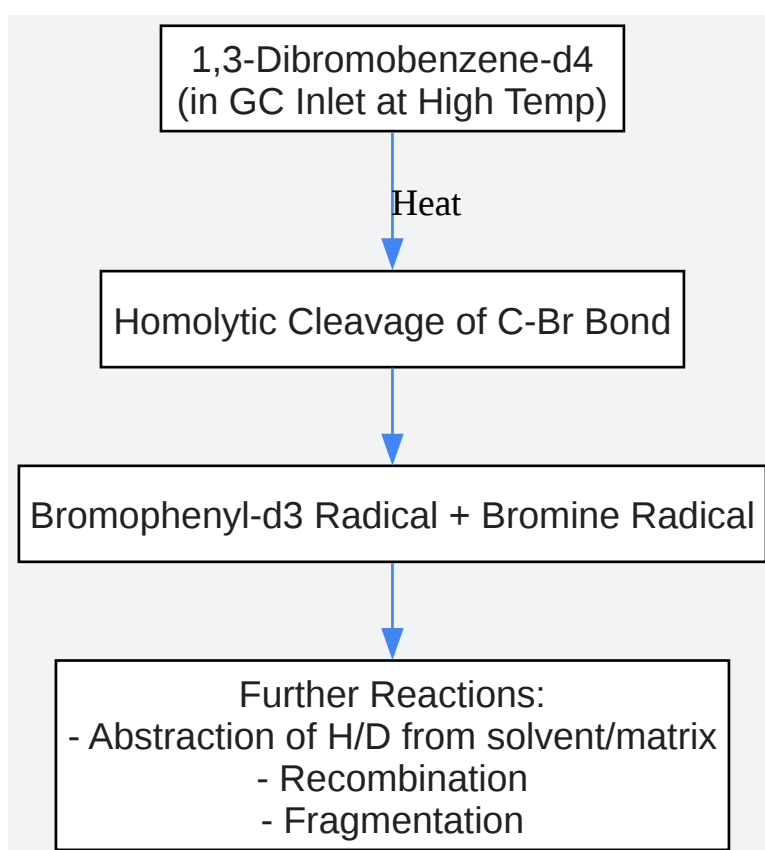 1,3-Dibromobenzene-d4
(in GC Inlet at High Temp)
Heat
Homolytic Cleavage of C-Br Bond
Bromophenyl-d3 Radical + Bromine Radical
Further Reactions:
- Abstraction of H/D from solvent/matrix
- Recombination
- Fragmentation